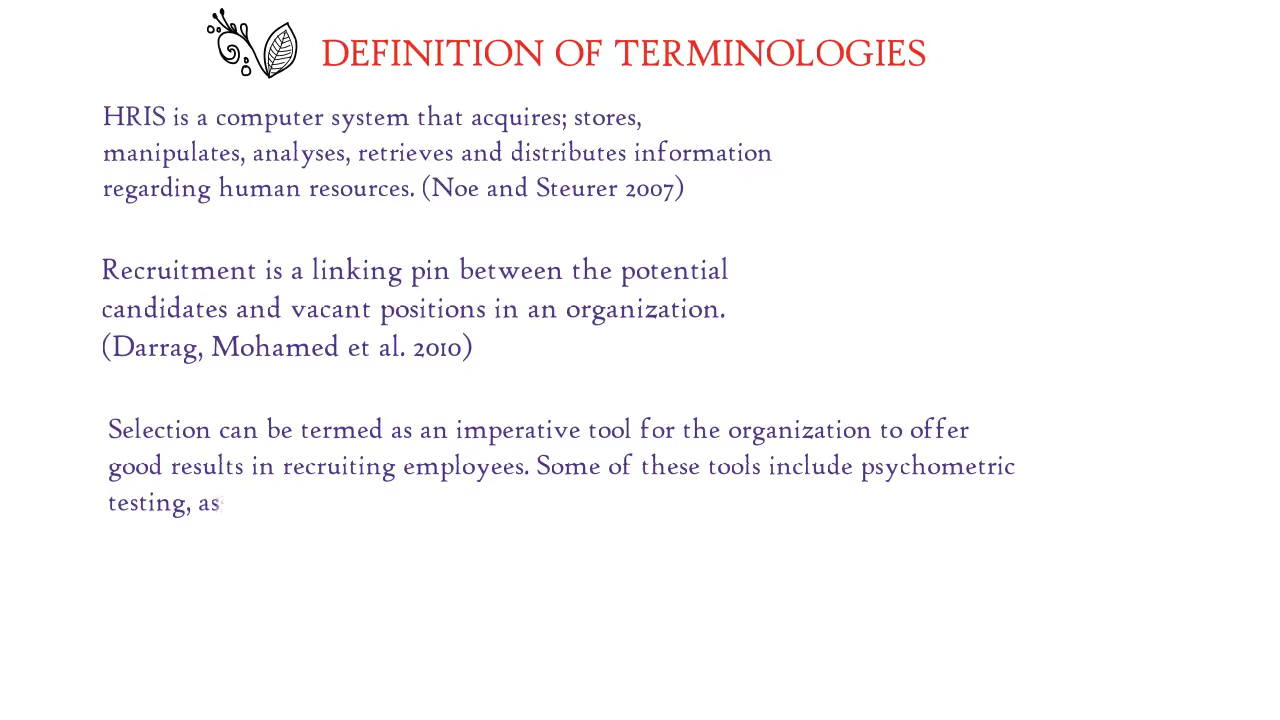 DEFINITION OF TERMINOLOGIES
HRIS is a computer system that acquires; stores,
manipulates, analyses, retrieves and distributes information
regarding human resources. (Noe and Steurer 2007)
Recruitment is a linking pin between the potential
candidates and vacant positions in an organization.
(Darrag, Mohamed et al. 2010)
Selection can be termed as an imperative tool for the organization to offer
good results in recruiting employees. Some of these tools include psychometric
testing, as